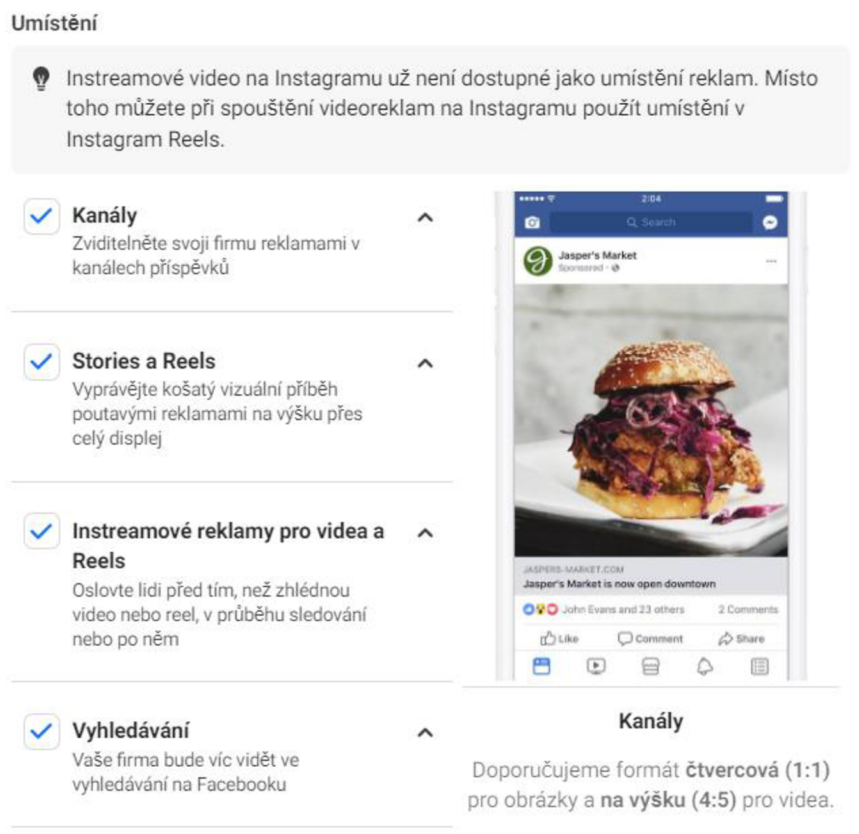 Umístění
Instreamové video na Instagramu už není dostupné jako umístění reklam. Místo
toho můžete při spouštění videoreklam na Instagramu použít umístění v
Instagram Reels.
Kanály
Zviditelněte svoji firmu reklamami v
kanálech příspěvků
Stories a Reels
Vyprávějte košatý vizuální příběh
poutavými reklamami na výšku přes
celý displej
Instreamové reklamy pro videa a
Reels
Oslovte lidi před tím, než zhlédnou
video nebo reel, v průběhu sledování
nebo po něm
Vyhledávání
Vaše firma bude víc vidět ve
vyhledávání na Facebooku
2:04
Search
Jasper's Market
Sponsored
JASPERS-MARKET.COM
Jasper's Market is now open downtown
John Evans and 23 others 2 Comments
Like Comment Share
Kanály
Doporučujeme formát čtvercová (1:1)
pro obrázky a na výšku (4:5) pro videa.